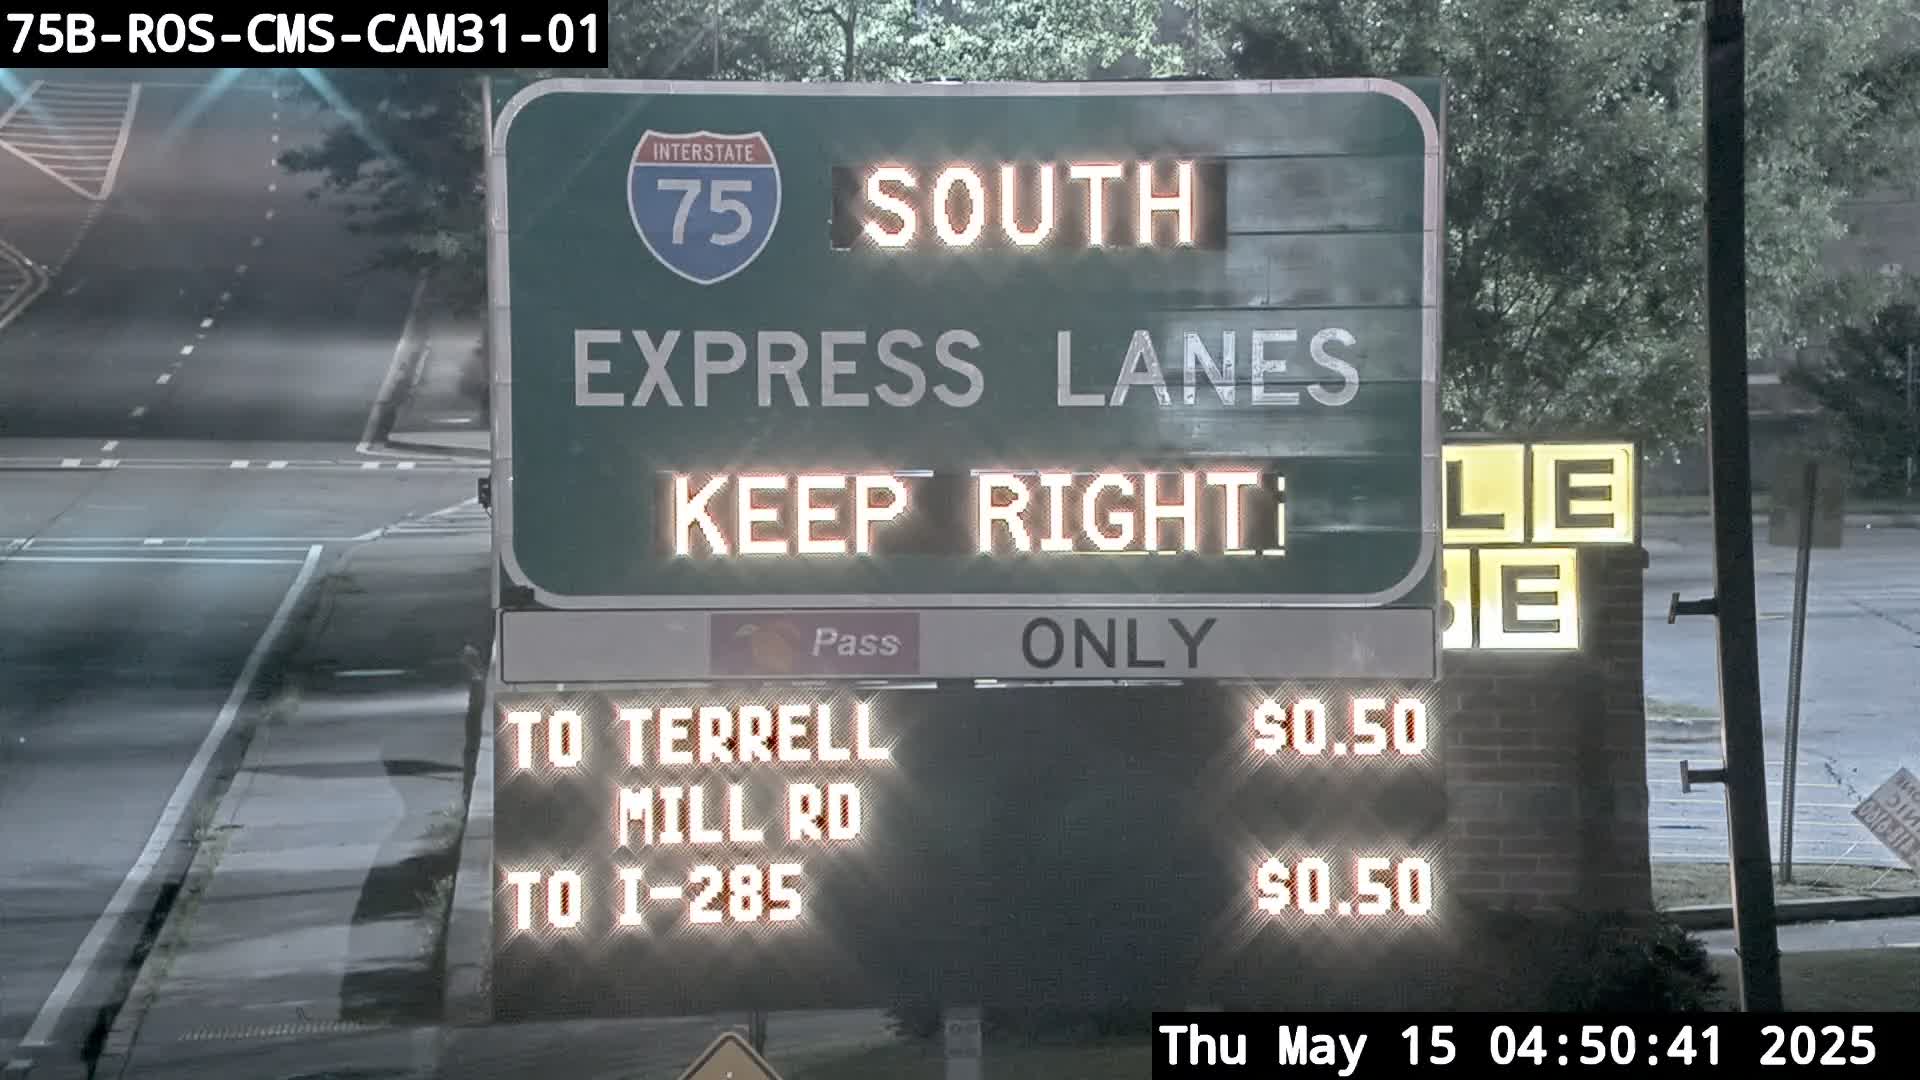 75B-ROS-CMS-CAM31-01
INTERSTATE
75
SOUTH
EXPRESS LANES
KEEP RIGHT
LE
E
Pass ONLY
TO TERRELL $0.50
MILL RD
TO I-285 $0.50
Thu May 15 04:50:41 2025